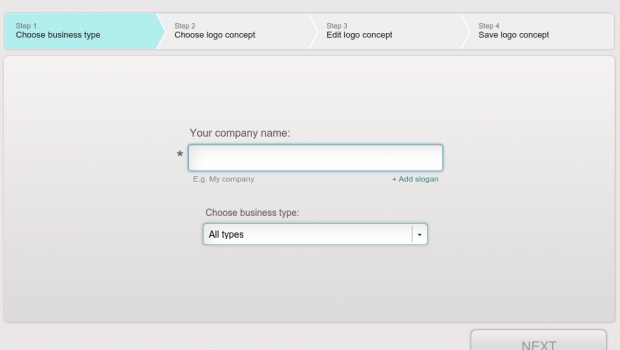 Step 1
Choose business type
Step 2
Choose logo concept
Step 3
Edit logo concept
Step 4
Save logo concept
Your company name:
*
E.g. My company
+ Add slogan
Choose business type:
All types
NEXT